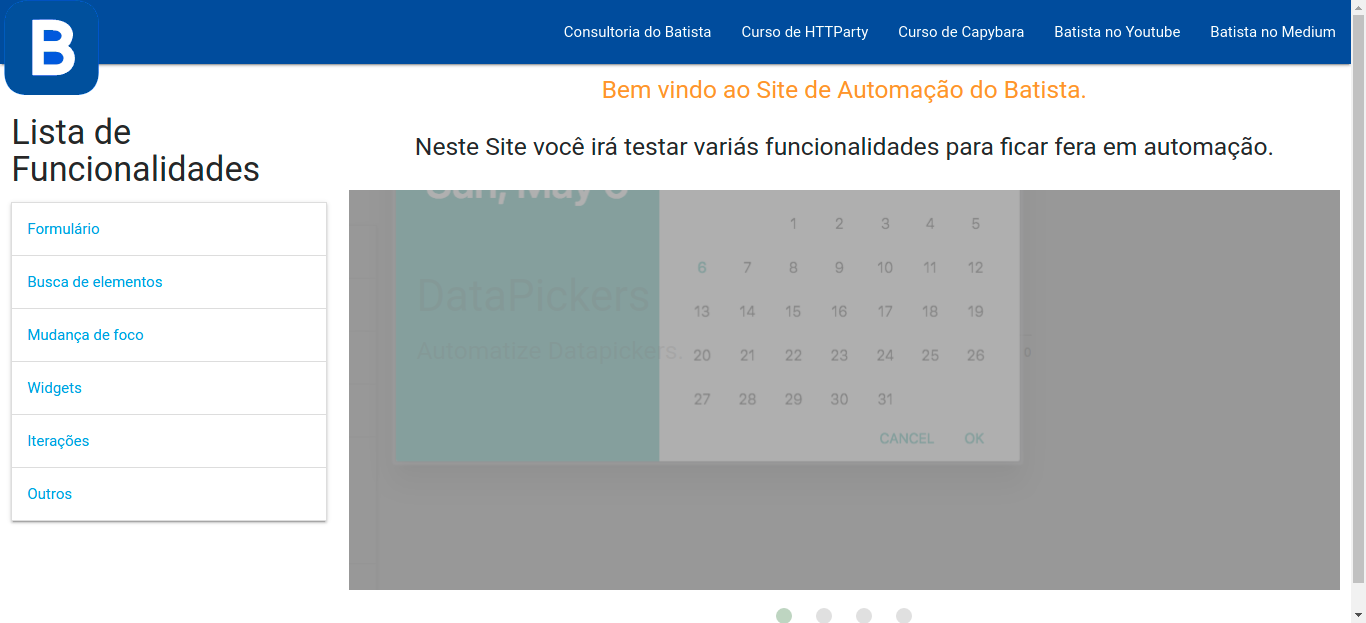 B
Consultoria do Batista
Curso de HTTParty
Curso de Capybara
Batista no Youtube
Batista no Medium
Bem vindo ao Site de Automação do Batista.
Neste Site você irá testar variás funcionalidades para ficar fera em automação.
Lista de
Funcionalidades
Formulário
Busca de elementos
Mudança de foco
Widgets
Iterações
Outros
DataPickers
Automatize Datapickers.
1 2 3 4 5
6 7 8 9 10 11 12
13 14 15 16 17 18 19
20 21 22 23 24 25 26
27 28 29 30 31
CANCEL OK